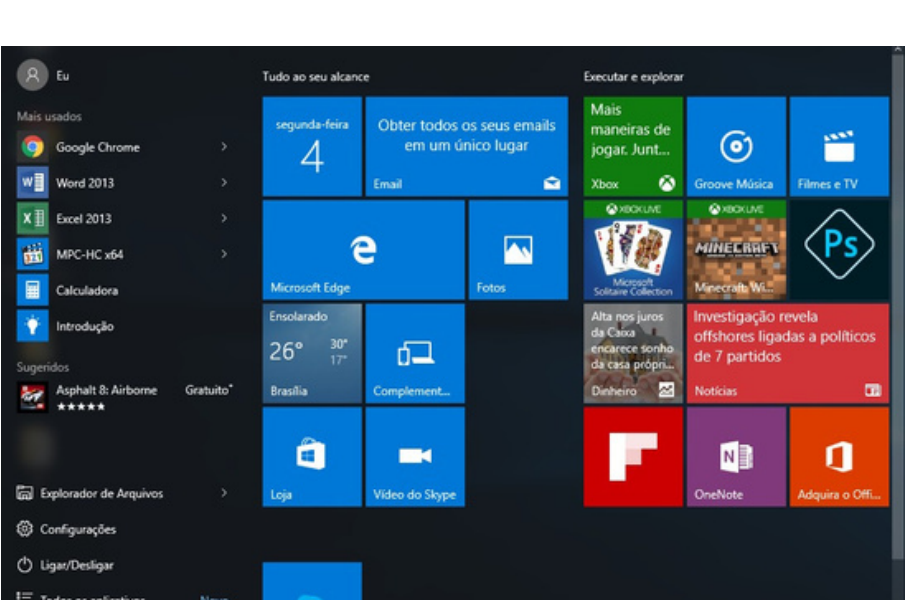 Eu
Mais usados
Google Chrome
Word 2013
Excel 2013
MPC-HC x64
Calculadora
Introdução
Sugeridos
Asphalt 8: Airborne
Gratuito*
Explorador de Arquivos
Configurações
Ligar/Desligar
Todos os aplicativos
Novo
Tudo ao seu alcance
segunda-feira
4
Obter todos os seus emails
em um único lugar
Email
Microsoft Edge
Fotos
Ensolarado
26°
30°
17°
Brasília
Complement...
Loja
Vídeo do Skype
Executar e explorar
Mais
maneiras de
jogar. Junt...
Xbox
Groove Música
Filmes e TV
XBOX LIVE
Microsoft
Solitaire Collection
XBOX LIVE
MINECRAFT
Minecraft: Wi...
Ps
Alta nos juros
da Caixa
encarece sonho
da casa própri...
Dinheiro
Investigação revela
offshores ligadas a políticos
de 7 partidos
Notícias
OneNote
Adquira o Offi...